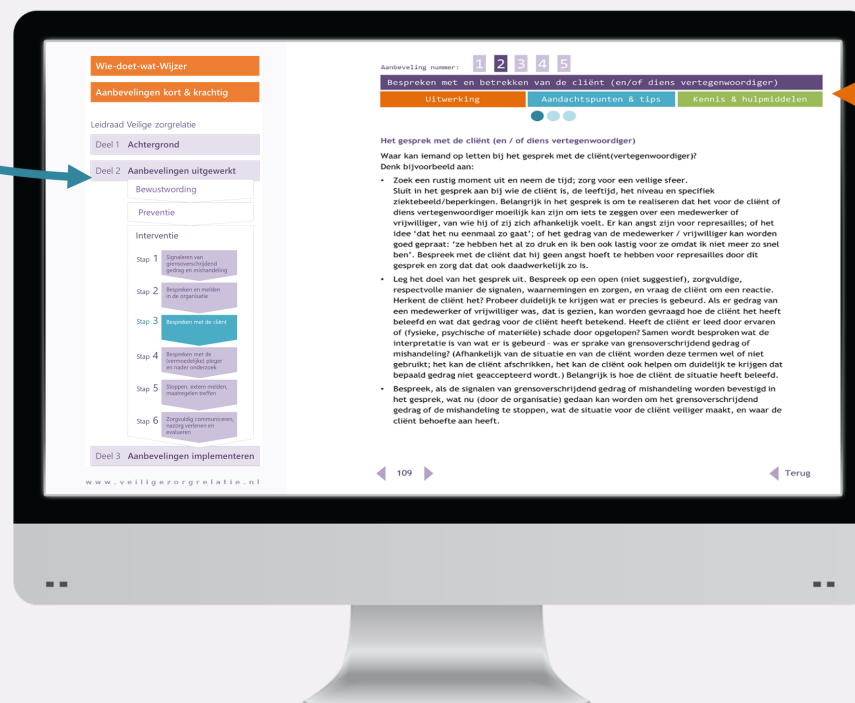 Wie-doet-wat-Wijzer
Aanbevelingen kort & krachtig
Leidraad Veilige zorgrelatie
Deel 1 Achtergrond
Deel 2 Aanbevelingen uitgewerkt
Bewustwording
Preventie
Interventie
Stap 1 Signaleren van
grensoverschrijdend
gedrag en mishandeling
Stap 2 Bespreken en melden
in de organisatie
Stap 3 Bespreken met de cliënt
Stap 4 Bespreken met de
(vermoedelijke) pleger
en nader onderzoek
Stap 5 Stoppen, extern melden,
maatregelen treffen
Stap 6 Zorgvuldig communiceren,
nazorg verlenen en
evalueren
Deel 3 Aanbevelingen implementeren
www.veiligezorgrelatie.nl
Aanbeveling nummer: 1 2 3 4 5
Bespreken met en betrekken van de cliënt (en/of diens vertegenwoordiger)
Uitwerking Aandachtspunten & tips Kennis & hulpmiddelen
Het gesprek met de cliënt (en / of diens vertegenwoordiger)
Waar kan iemand op letten bij het gesprek met de cliënt(vertegenwoordiger)?
Denk bijvoorbeeld aan:
• Zoek een rustig moment uit en neem de tijd; zorg voor een veilige sfeer.
Sluit in het gesprek aan bij wie de cliënt is, de leeftijd, het niveau en specifiek
ziektebeeld/beperkingen. Belangrijk in het gesprek is om te realiseren dat het voor de cliënt of
diens vertegenwoordiger moeilijk kan zijn om iets te zeggen over een medewerker of
vrijwilliger, van wie hij of zij zich afhankelijk voelt. Er kan angst zijn voor represailles; of het
idee 'dat het nu eenmaal zo gaat'; of het gedrag van de medewerker / vrijwilliger kan worden
goed gepraat: 'ze hebben het al zo druk en ik ben ook lastig voor ze omdat ik niet meer zo snel
ben'. Bespreek met de cliënt dat hij geen angst hoeft te hebben voor represailles door dit
gesprek en zorg dat dat ook daadwerkelijk zo is.
• Leg het doel van het gesprek uit. Bespreek op een open (niet suggestief), zorgvuldige,
respectvolle manier de signalen, waarnemingen en zorgen, en vraag de cliënt om een reactie.
Herkent de cliënt het? Probeer duidelijk te krijgen wat er precies is gebeurd. Als er gedrag van
een medewerker of vrijwilliger was, dat is gezien, kan worden gevraagd hoe de cliënt het heeft
beleefd en wat dat gedrag voor de cliënt heeft betekend. Heeft de cliënt er leed door ervaren
of (fysieke, psychische of materiële) schade door opgelopen? Samen wordt besproken wat de
interpretatie is van wat er is gebeurd – was er sprake van grensoverschrijdend gedrag of
mishandeling? (Afhankelijk van de situatie en van de cliënt worden deze termen wel of niet
gebruikt; het kan de cliënt afschrikken, het kan de cliënt ook helpen om duidelijk te krijgen dat
bepaald gedrag niet geaccepteerd wordt.) Belangrijk is hoe de cliënt de situatie heeft beleefd.
• Bespreek, als de signalen van grensoverschrijdend gedrag of mishandeling worden bevestigd in
het gesprek, wat nu (door de organisatie) gedaan kan worden om het grensoverschrijdend
gedrag of de mishandeling te stoppen, wat de situatie voor de cliënt veiliger maakt, en waar de
cliënt behoefte aan heeft.
109
Terug